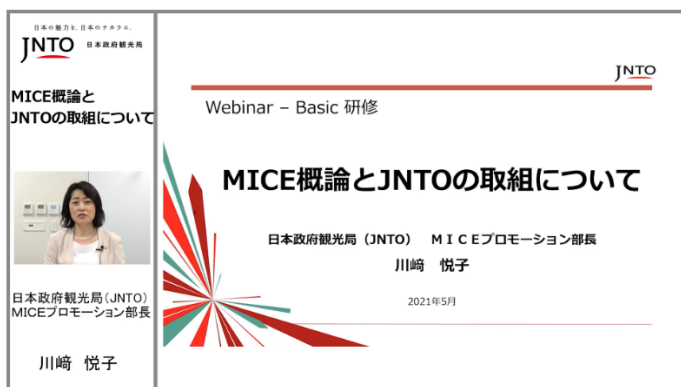 日本の魅力を、日本のチカラに。
JNTO 日本政府観光局
MICE概論と
JNTOの取組について
日本政府観光局（JNTO）
MICEプロモーション部長
川﨑 悦子
JNTO
Webinar – Basic 研修
MICE概論とJNTOの取組について
日本政府観光局（JNTO） ＭＩＣＥプロモーション部長
川﨑 悦子
2021年5月